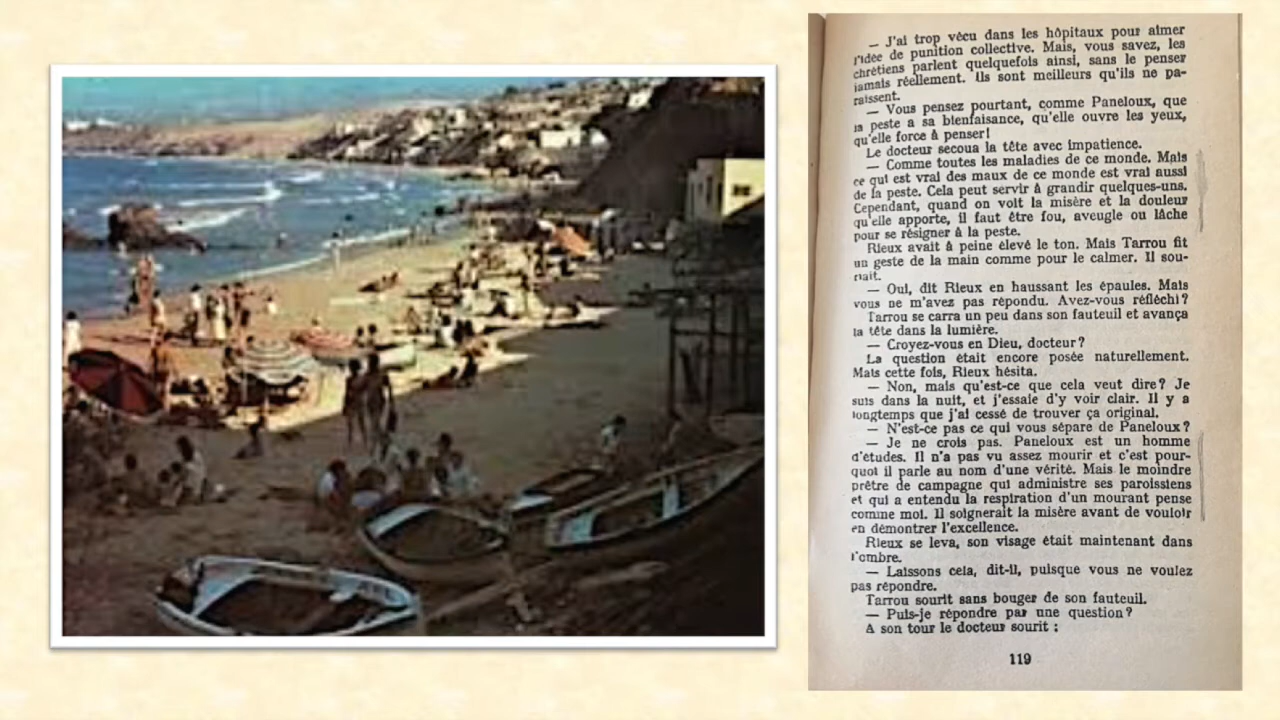 — J'ai trop vécu dans les hôpitaux pour aimer
l'idée de punition collective. Mais, vous savez, les
chrétiens parlent quelquefois ainsi, sans le penser
jamais réellement. Ils sont meilleurs qu'ils ne pa-
raissent.
— Vous pensez pourtant, comme Paneloux, que
la peste a sa bienfaisance, qu'elle ouvre les yeux,
qu'elle force à penser!
Le docteur secoua la tête avec impatience.
— Comme toutes les maladies de ce monde. Mais
ce qui est vrai des maux de ce monde est vrai aussi
de la peste. Cela peut servir à grandir quelques-uns.
Cependant, quand on voit la misère et la douleur
qu'elle apporte, il faut être fou, aveugle ou lâche
pour se résigner à la peste.
Rieux avait à peine élevé le ton. Mais Tarrou fit
un geste de la main comme pour le calmer. Il sou-
riait.
— Oui, dit Rieux en haussant les épaules. Mais
vous ne m'avez pas répondu. Avez-vous réfléchi?
Tarrou se carra un peu dans son fauteuil et avança
la tête dans la lumière.
— Croyez-vous en Dieu, docteur?
La question était encore posée naturellement.
Mais cette fois, Rieux hésita.
— Non, mais qu'est-ce que cela veut dire? Je
suis dans la nuit, et j'essaie d'y voir clair. Il y a
longtemps que j'ai cessé de trouver ça original.
— N'est-ce pas ce qui vous sépare de Paneloux?
— Je ne crois pas. Paneloux est un homme
d'études. Il n'a pas vu assez mourir et c'est pour-
quoi il parle au nom d'une vérité. Mais le moindre
prêtre de campagne qui administre ses paroissiens
et qui a entendu la respiration d'un mourant pense
comme moi. Il soignerait la misère avant de vouloir
en démontrer l'excellence.
Rieux se leva, son visage était maintenant dans
l'ombre.
— Laissons cela, dit-il, puisque vous ne voulez
pas répondre.
Tarrou sourit sans bouger de son fauteuil.
— Puis-je répondre par une question?
A son tour le docteur sourit :
119